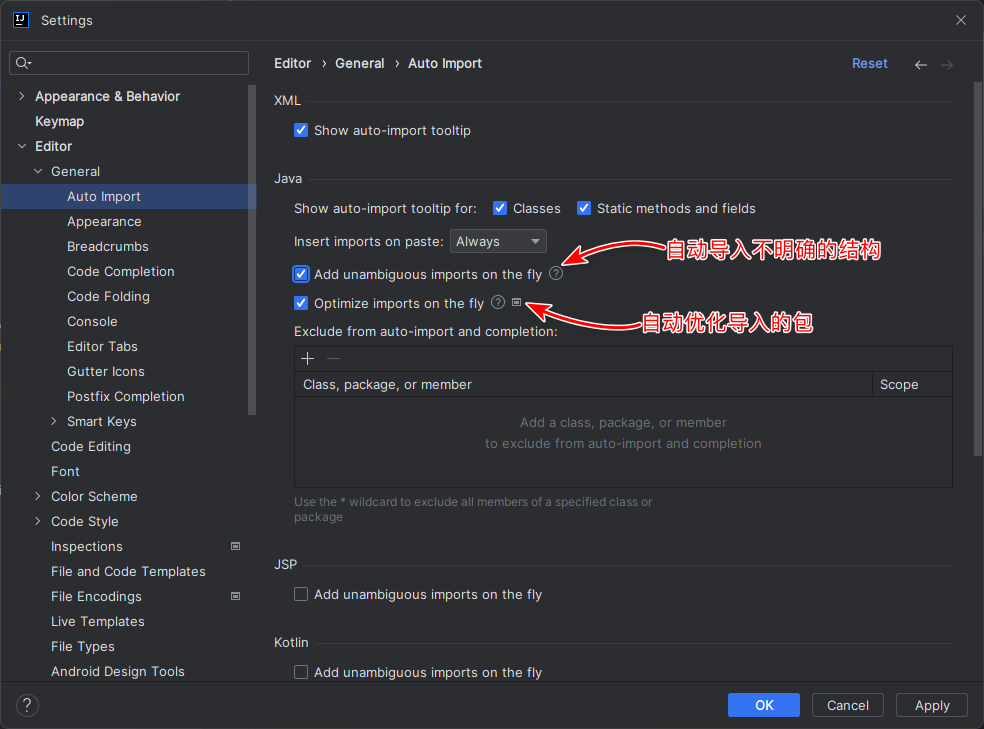 Settings
Editor › General › Auto Import
Reset
Appearance & Behavior
Keymap
Editor
General
Auto Import
Appearance
Breadcrumbs
Code Completion
Code Folding
Console
Editor Tabs
Gutter Icons
Postfix Completion
Smart Keys
Code Editing
Font
Color Scheme
Code Style
Inspections
File and Code Templates
File Encodings
Live Templates
File Types
Android Design Tools
XML
Show auto-import tooltip
Java
Show auto-import tooltip for: Classes Static methods and fields
Insert imports on paste: Always
自动导入不明确的结构
Add unambiguous imports on the fly ?
Optimize imports on the fly ?
自动优化导入的包
Exclude from auto-import and completion:
Class, package, or member Scope
Add a class, package, or member
to exclude from auto-import and completion
Use the * wildcard to exclude all members of a specified class or
package
JSP
Add unambiguous imports on the fly
Kotlin
Add unambiguous imports on the fly
? OK Cancel Apply